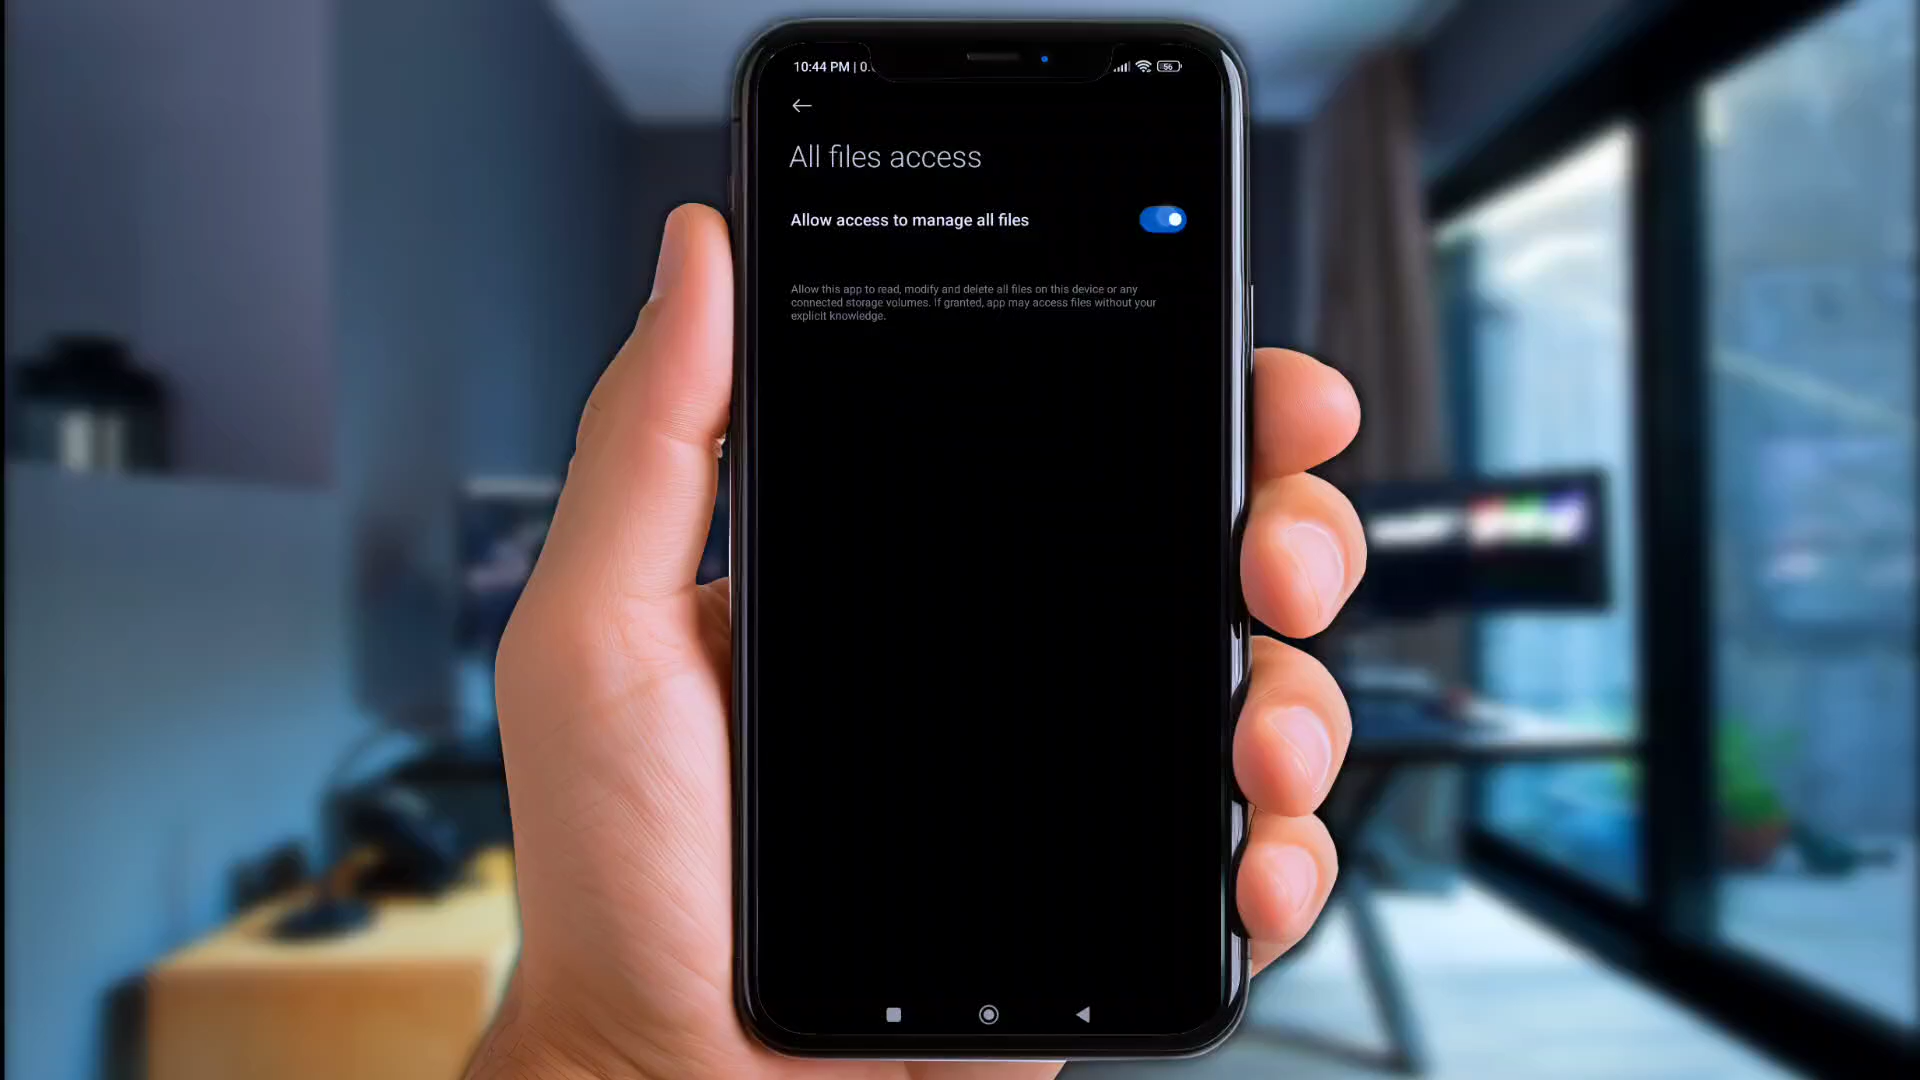 10:44 PM | 0.
56
All files access
Allow access to manage all files
Allow this app to read, modify and delete all files on this device or any
connected storage volumes. If granted, app may access files without your
explicit knowledge.